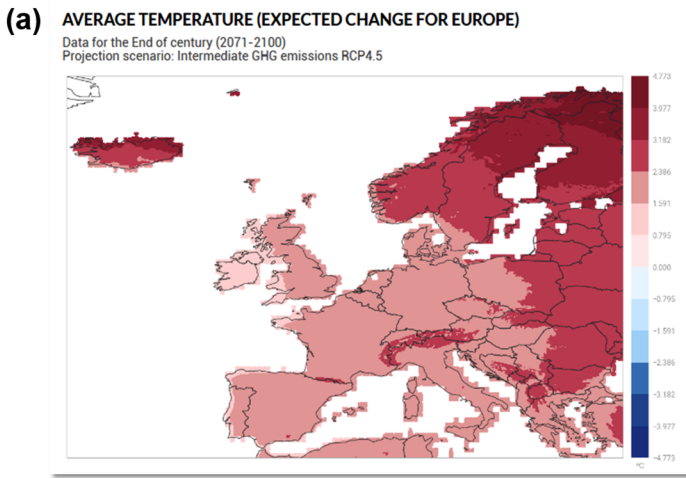 (a)
AVERAGE TEMPERATURE (EXPECTED CHANGE FOR EUROPE)
Data for the End of century (2071-2100)
Projection scenario: Intermediate GHG emissions RCP4.5
4.773
3.977
3.182
2.386
1.591
0.795
0.000
-0.795
-1.591
-2.386
-3.182
-3.977
-4.773
°C